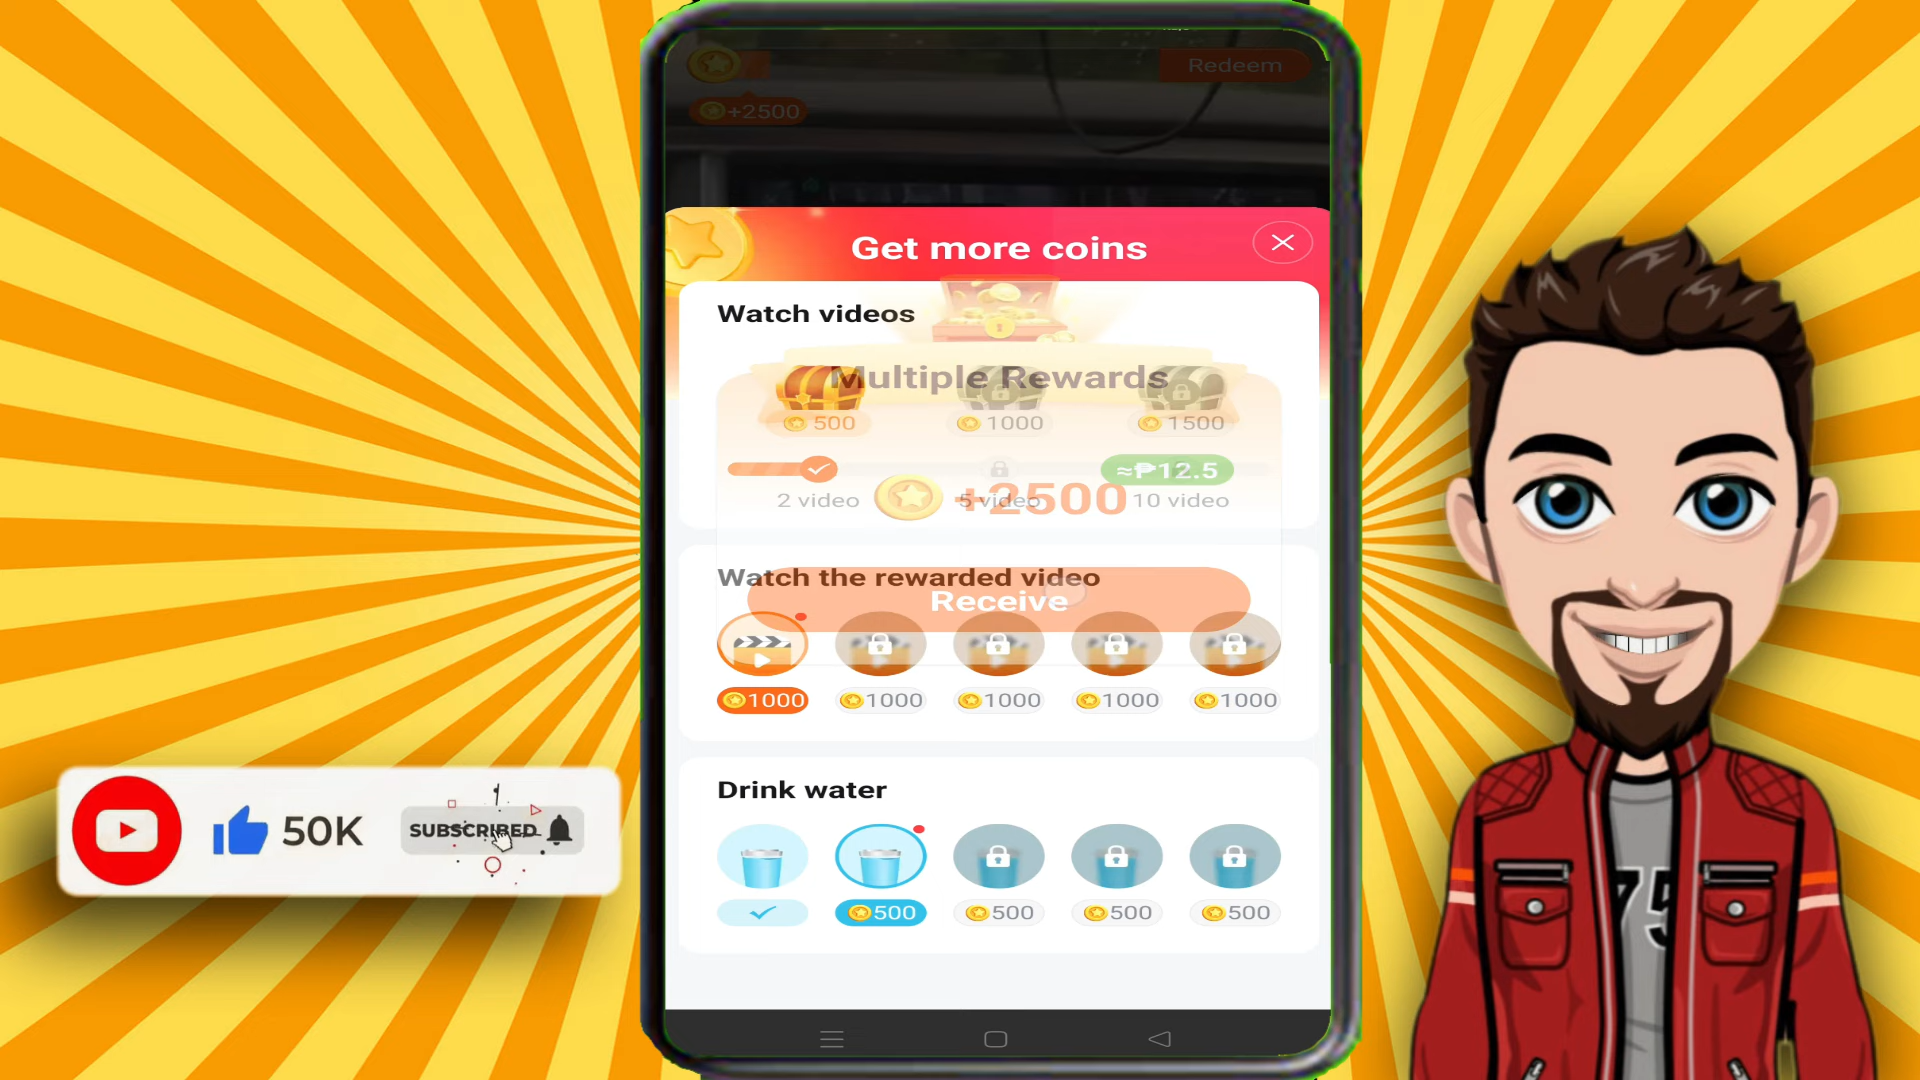 Redeem
+2500
Get more coins
Watch videos
Multiple Rewards
500
1000
1500
≈₱12.5
2 video
5 video
10 video
+2500
Watch the rewarded video
Receive
1000
1000
1000
1000
1000
Drink water
500
500
500
500
50K
SUBSCRIBED
75